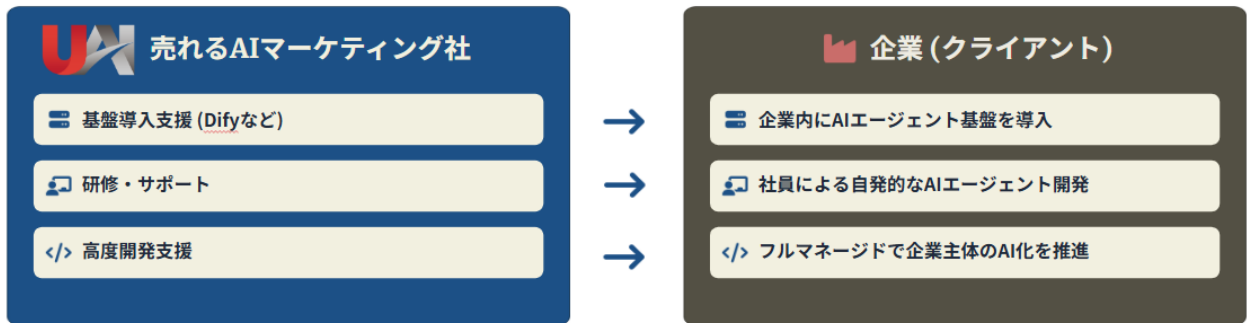 UAI 売れるAIマーケティング社
基盤導入支援 (Difyなど)
研修・サポート
</> 高度開発支援
企業 (クライアント)
企業内にAIエージェント基盤を導入
社員による自発的なAIエージェント開発
</> フルマネージドで企業主体のAI化を推進